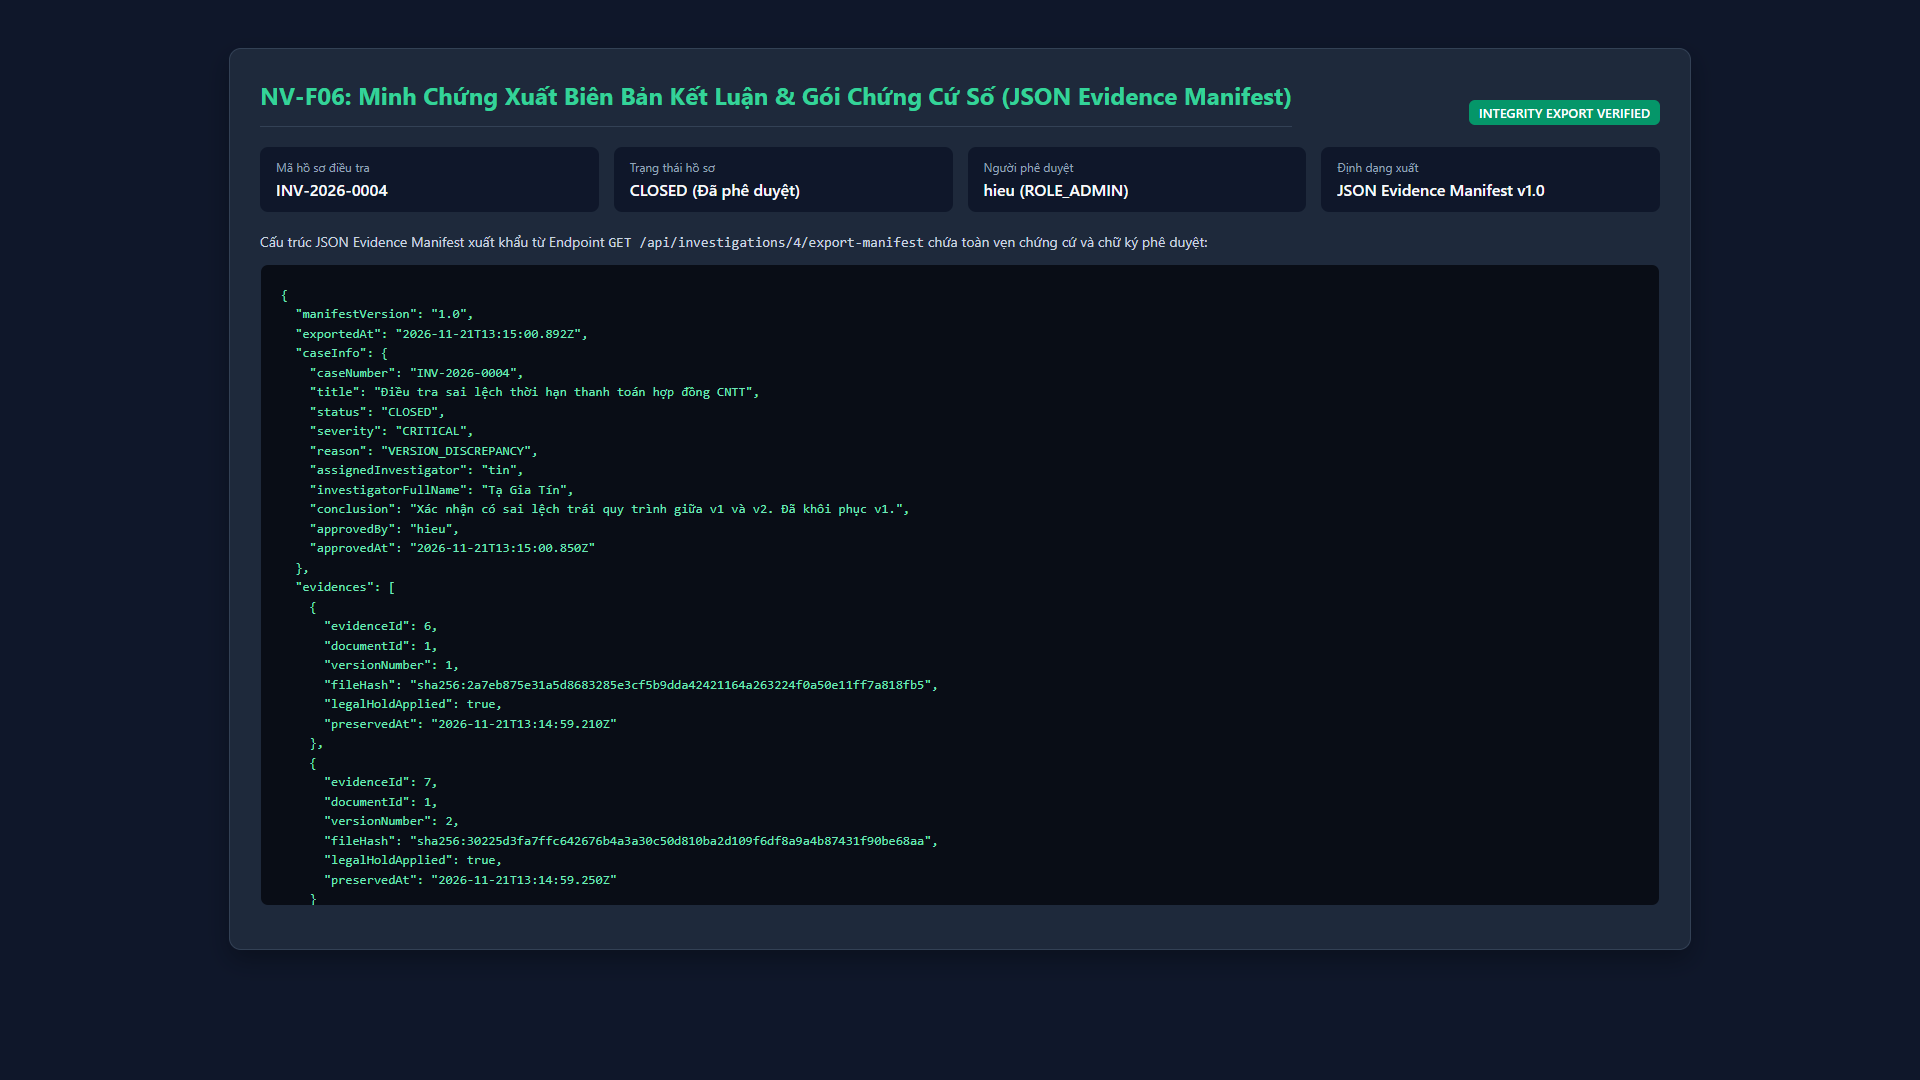 NV-F06: Minh Chứng Xuất Biên Bản Kết Luận & Gói Chứng Cứ Số (JSON Evidence Manifest)
INTEGRITY EXPORT VERIFIED
Mã hồ sơ điều tra
INV-2026-0004
Trạng thái hồ sơ
CLOSED (Đã phê duyệt)
Người phê duyệt
hieu (ROLE_ADMIN)
Định dạng xuất
JSON Evidence Manifest v1.0
Cấu trúc JSON Evidence Manifest xuất khẩu từ Endpoint GET /api/investigations/4/export-manifest chứa toàn vẹn chứng cứ và chữ ký phê duyệt:
{
  "manifestVersion": "1.0",
  "exportedAt": "2026-11-21T13:15:00.892Z",
  "caseInfo": {
    "caseNumber": "INV-2026-0004",
    "title": "Điều tra sai lệch thời hạn thanh toán hợp đồng CNTT",
    "status": "CLOSED",
    "severity": "CRITICAL",
    "reason": "VERSION_DISCREPANCY",
    "assignedInvestigator": "tin",
    "investigatorFullName": "Tạ Gia Tín",
    "conclusion": "Xác nhận có sai lệch trái quy trình giữa v1 và v2. Đã khôi phục v1.",
    "approvedBy": "hieu",
    "approvedAt": "2026-11-21T13:15:00.850Z"
  },
  "evidences": [
    {
      "evidenceId": 6,
      "documentId": 1,
      "versionNumber": 1,
      "fileHash": "sha256:2a7eb875e31a5d8683285e3cf5b9dda42421164a263224f0a50e11ff7a818fb5",
      "legalHoldApplied": true,
      "preservedAt": "2026-11-21T13:14:59.210Z"
    },
    {
      "evidenceId": 7,
      "documentId": 1,
      "versionNumber": 2,
      "fileHash": "sha256:30225d3fa7ffc642676b4a3a30c50d810ba2d109f6df8a9a4b87431f90be68aa",
      "legalHoldApplied": true,
      "preservedAt": "2026-11-21T13:14:59.250Z"
    }